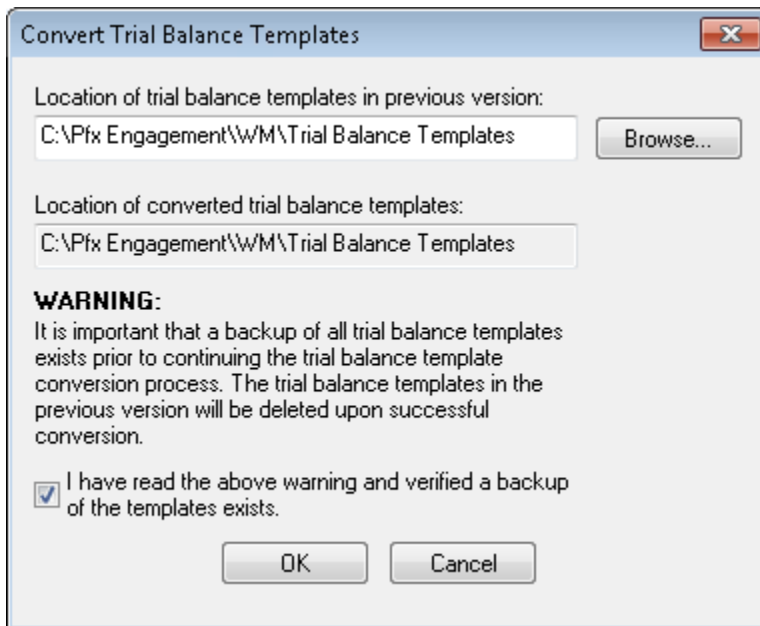 Convert Trial Balance Templates
Location of trial balance templates in previous version:
C:\Pfx Engagement\WM\Trial Balance Templates
Browse...
Location of converted trial balance templates:
C:\Pfx Engagement\WM\Trial Balance Templates
WARNING:
It is important that a backup of all trial balance templates
exists prior to continuing the trial balance template
conversion process. The trial balance templates in the
previous version will be deleted upon successful
conversion.
I have read the above warning and verified a backup
of the templates exists.
OK
Cancel